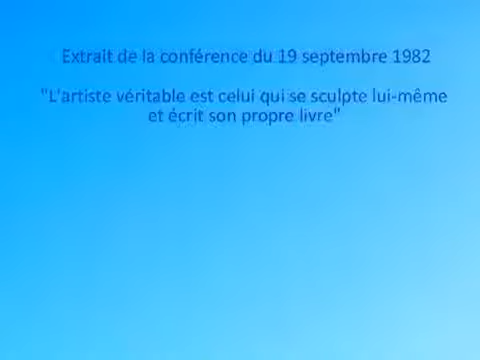 Extrait de la conférence du 19 septembre 1982
"L'artiste véritable est celui qui se sculpte lui-même
et écrit son propre livre"